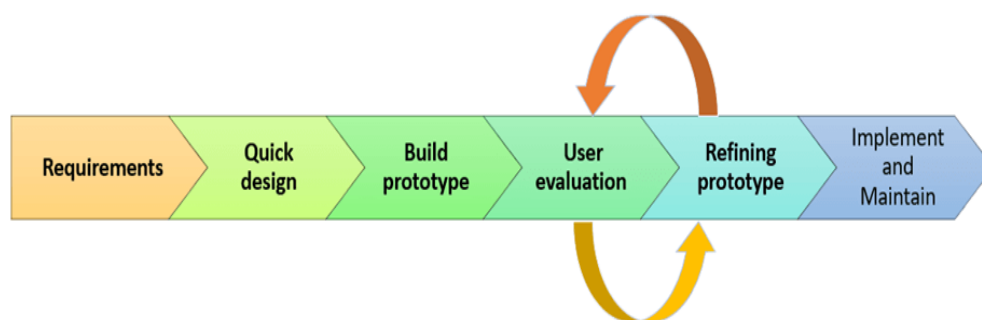 Requirements
Quick
design
Build
prototype
User
evaluation
Refining
prototype
Implement
and
Maintain